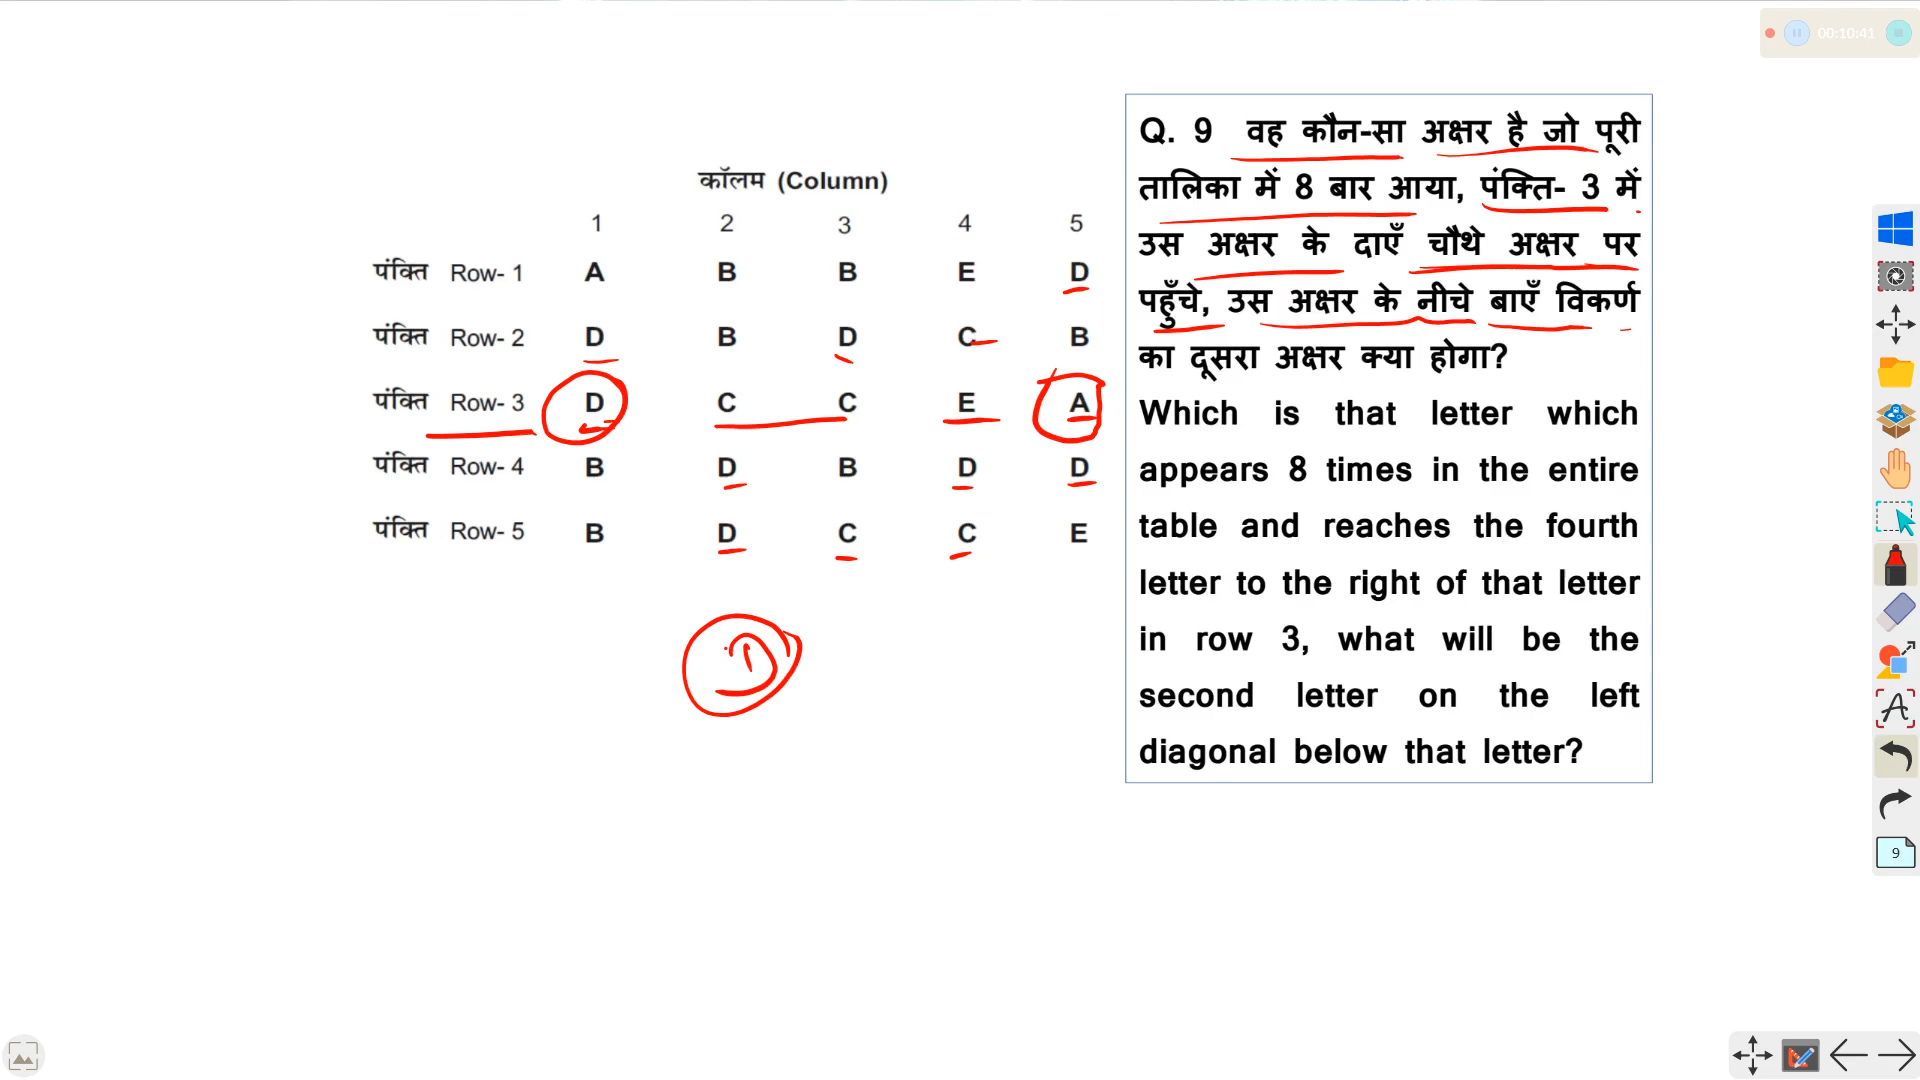 00:10:41
कॉलम (Column)
1 2 3 4 5
पंक्ति Row- 1 A B B E D
पंक्ति Row- 2 D B D C B
पंक्ति Row- 3 D C C E A
पंक्ति Row- 4 B D B D D
पंक्ति Row- 5 B D C C E
D
Q. 9 वह कौन-सा अक्षर है जो पूरी
तालिका में 8 बार आया, पंक्ति- 3 में
उस अक्षर के दाएँ चौथे अक्षर पर
पहुँचे, उस अक्षर के नीचे बाएँ विकर्ण
का दूसरा अक्षर क्या होगा?
Which is that letter which
appears 8 times in the entire
table and reaches the fourth
letter to the right of that letter
in row 3, what will be the
second letter on the left
diagonal below that letter?
9